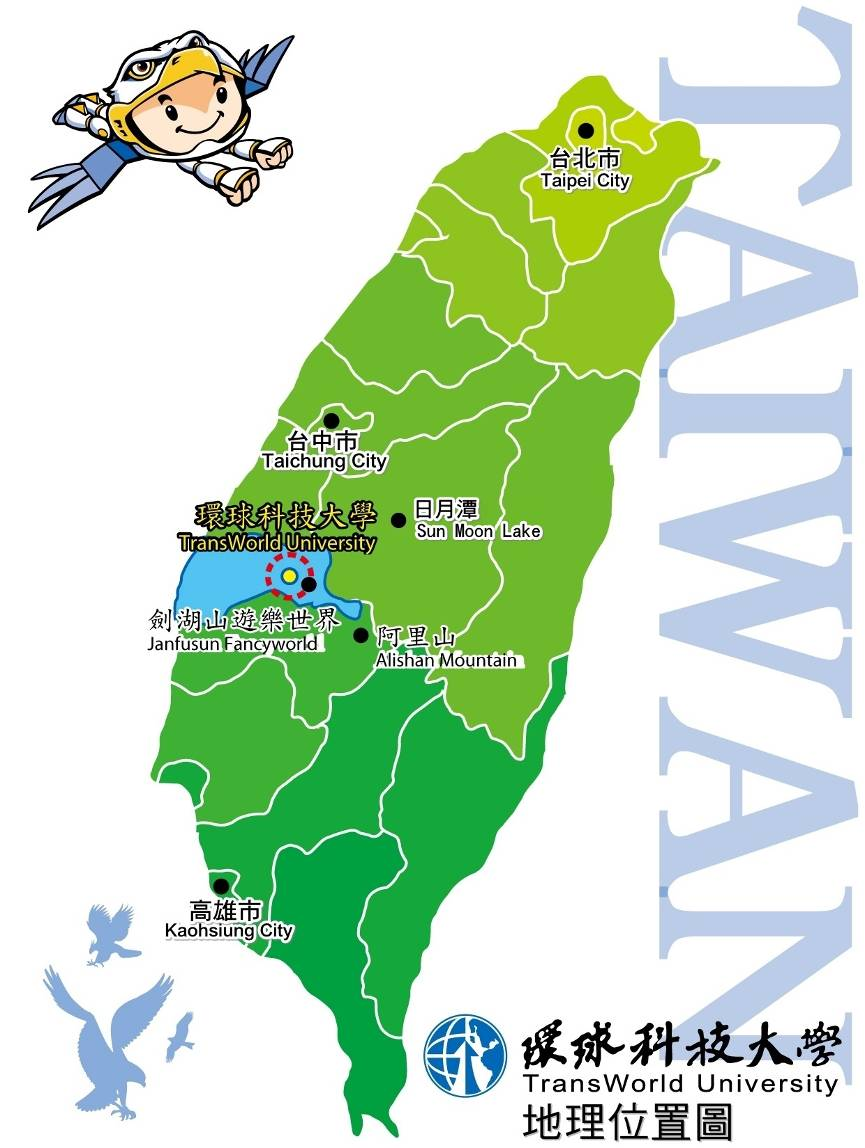 TAIWAN
台北市
Taipei City
台中市
Taichung City
環球科技大學
TransWorld University
日月潭
Sun Moon Lake
劍湖山遊樂世界
Janfusun Fancyworld
阿里山
Alishan Mountain
高雄市
Kaohsiung City
環球科技大學
TransWorld University
地理位置圖